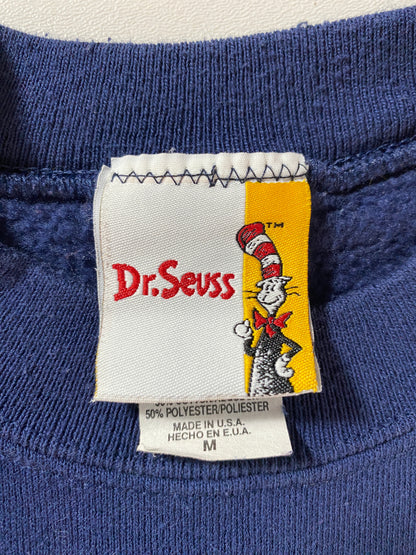 TM
Dr.Seuss
50% POLYESTER/POLIESTER
MADE IN U.S.A.
HECHO EN E.U.A.
M